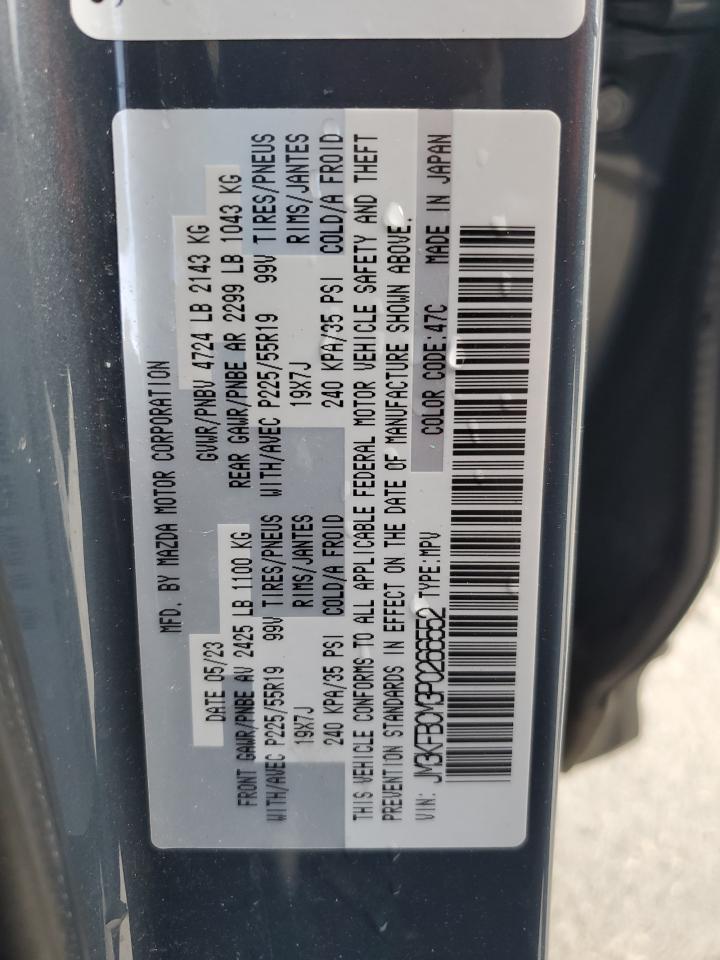 MFD. BY MAZDA MOTOR CORPORATION
DATE 05/23 GVWR/PNBV 4724 LB 2143 KG
FRONT GAWR/PNBE AV 2425 LB 1100 KG REAR GAWR/PNBE AR 2299 LB 1043 KG
WITH/AVEC P225/55R19 99V TIRES/PNEUS WITH/AVEC P225/55R19 99V TIRES/PNEUS
19X7J RIMS/JANTES 19X7J RIMS/JANTES
240 KPA/35 PSI COLD/A FROID 240 KPA/35 PSI COLD/A FROID
THIS VEHICLE CONFORMS TO ALL APPLICABLE FEDERAL MOTOR VEHICLE SAFETY AND THEFT
PREVENTION STANDARDS IN EFFECT ON THE DATE OF MANUFACTURE SHOWN ABOVE.
VIN: JM3KFBCM3P0266552 TYPE:MPV COLOR CODE:47C MADE IN JAPAN